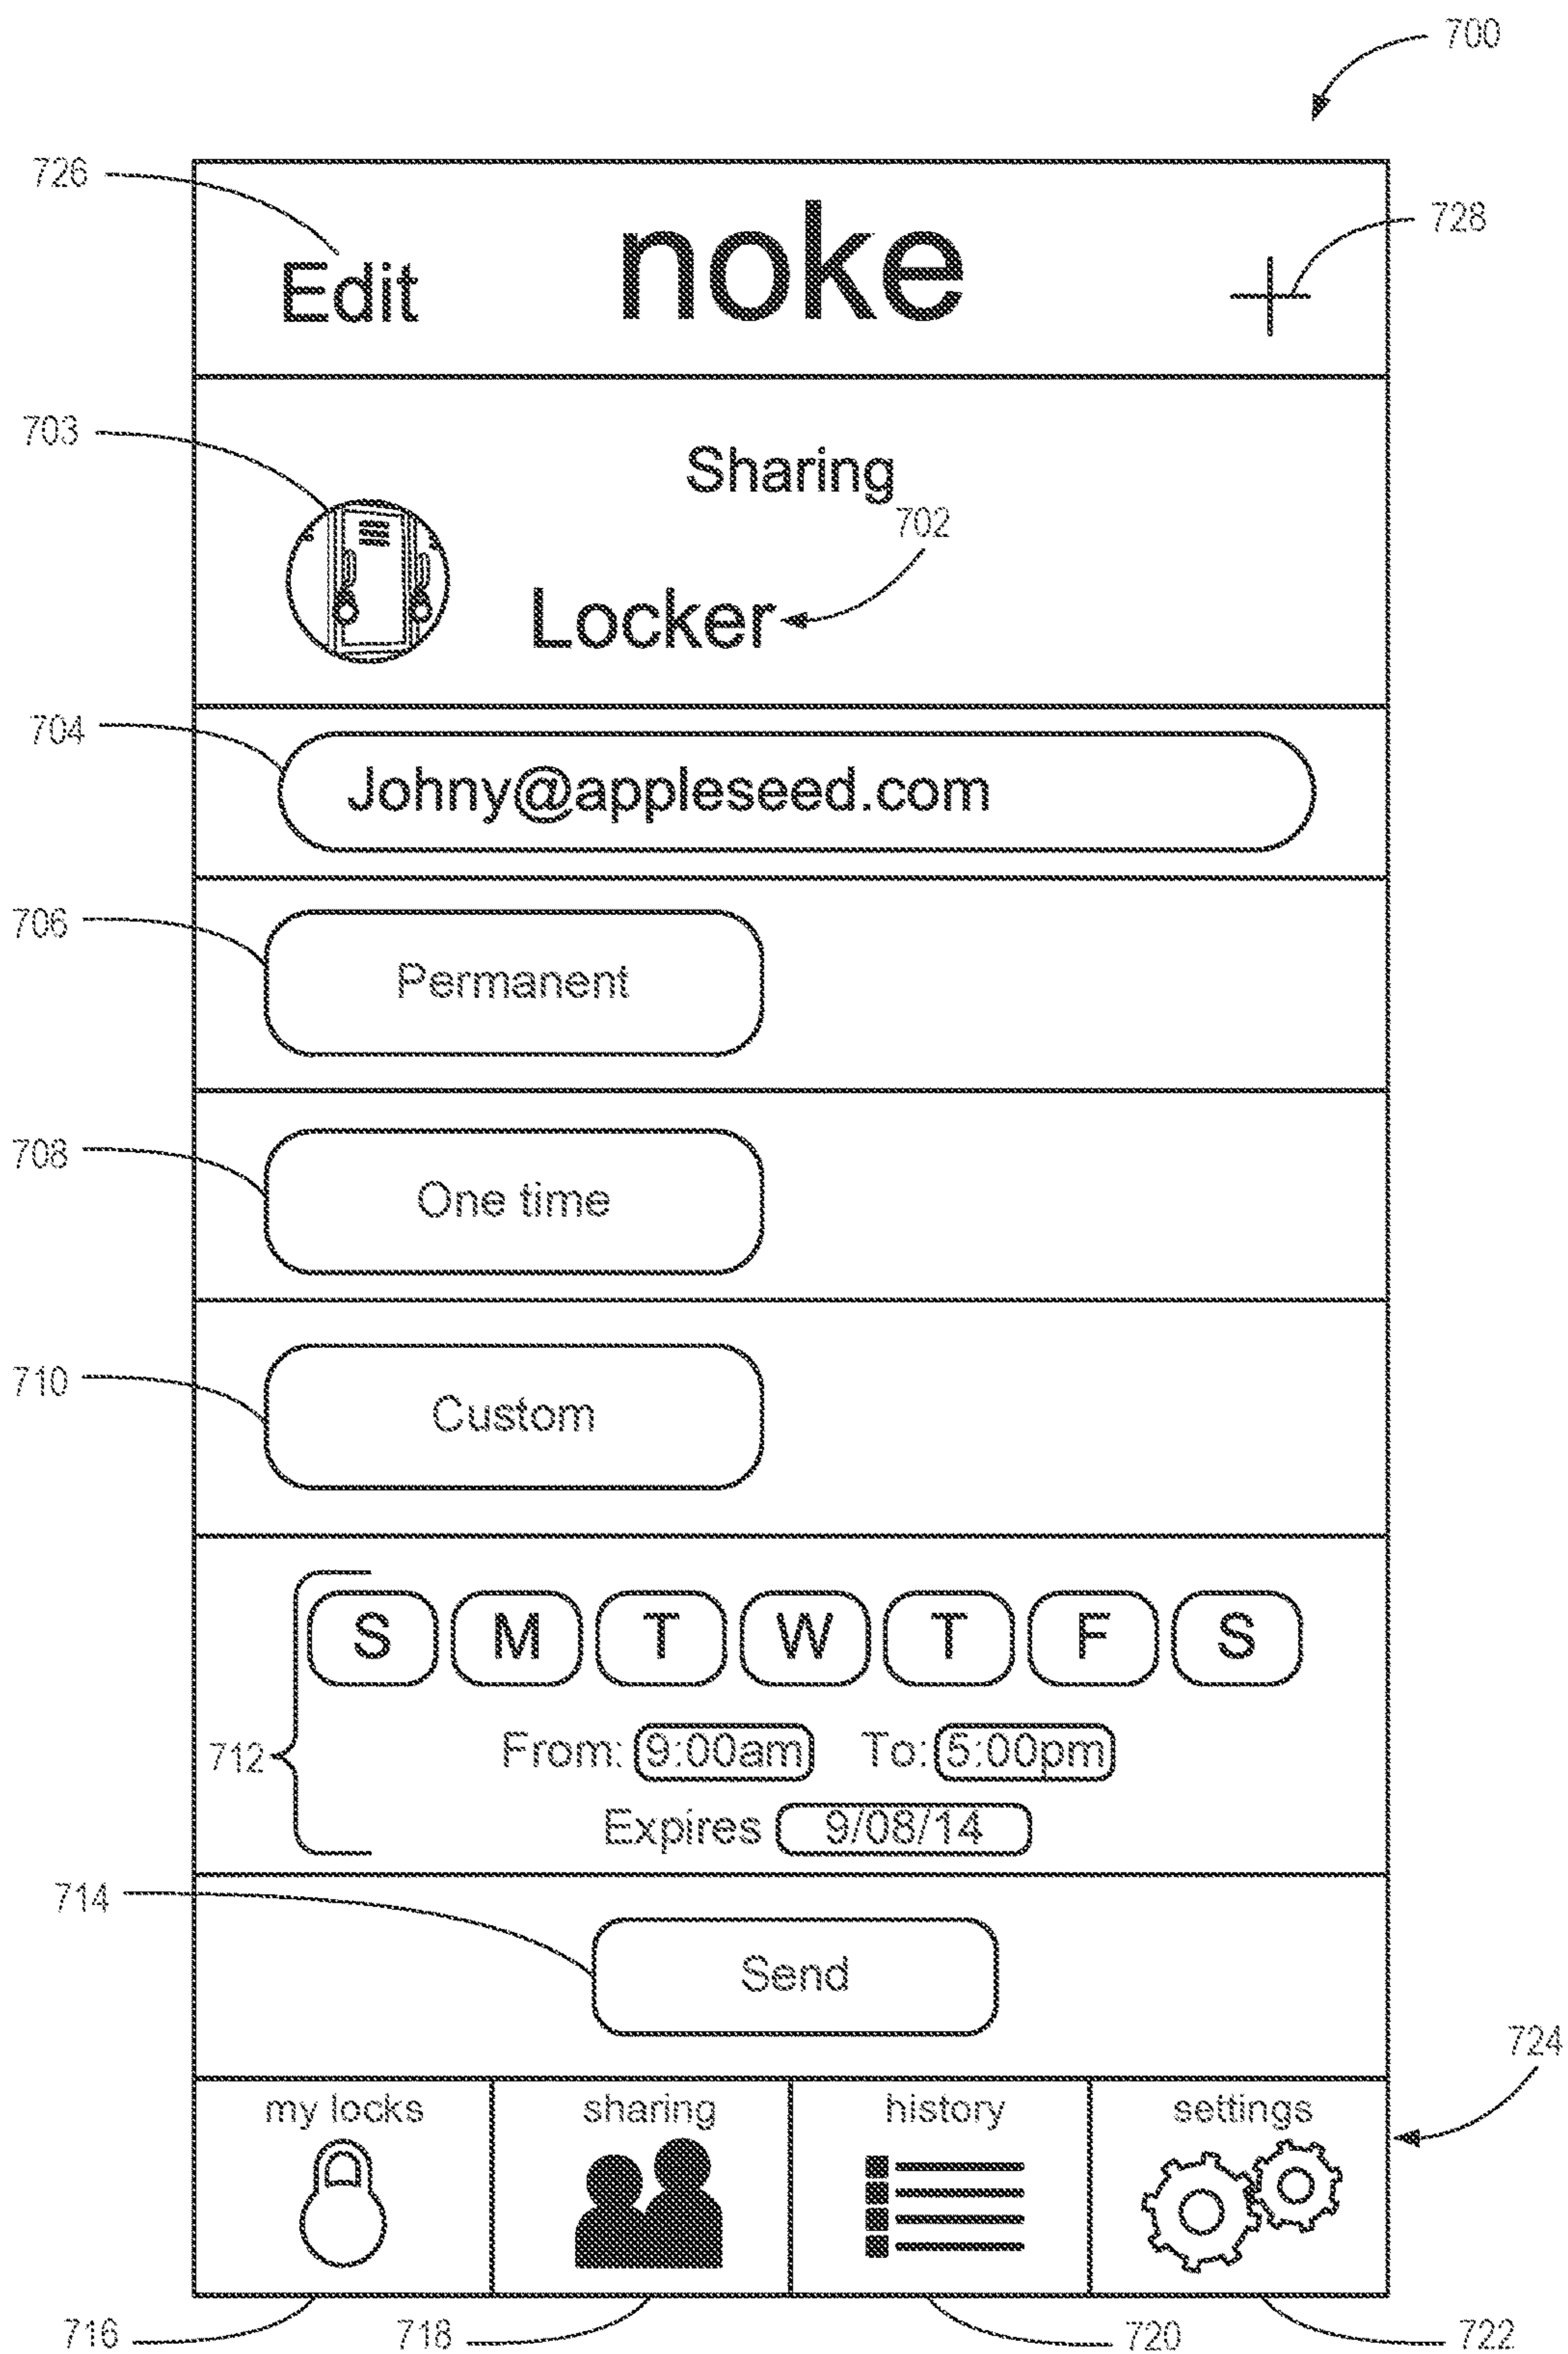 700
726
Edit
noke
728
703
Sharing
702
Locker
704
Johny@appleseed.com
706
Permanent
708
One time
710
Custom
S M T W T F S
712
From: 9:00am To: 5:00pm
Expires 9/08/14
714
Send
724
my locks sharing history settings
716 718 720 722